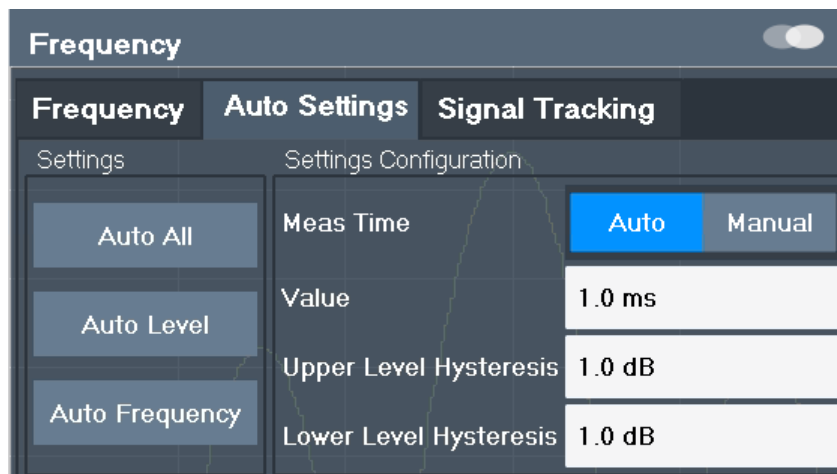 Frequency
Frequency Auto Settings Signal Tracking
Settings Settings Configuration
Auto All
Meas Time Auto Manual
Auto Level
Value 1.0 ms
Upper Level Hysteresis 1.0 dB
Auto Frequency
Lower Level Hysteresis 1.0 dB